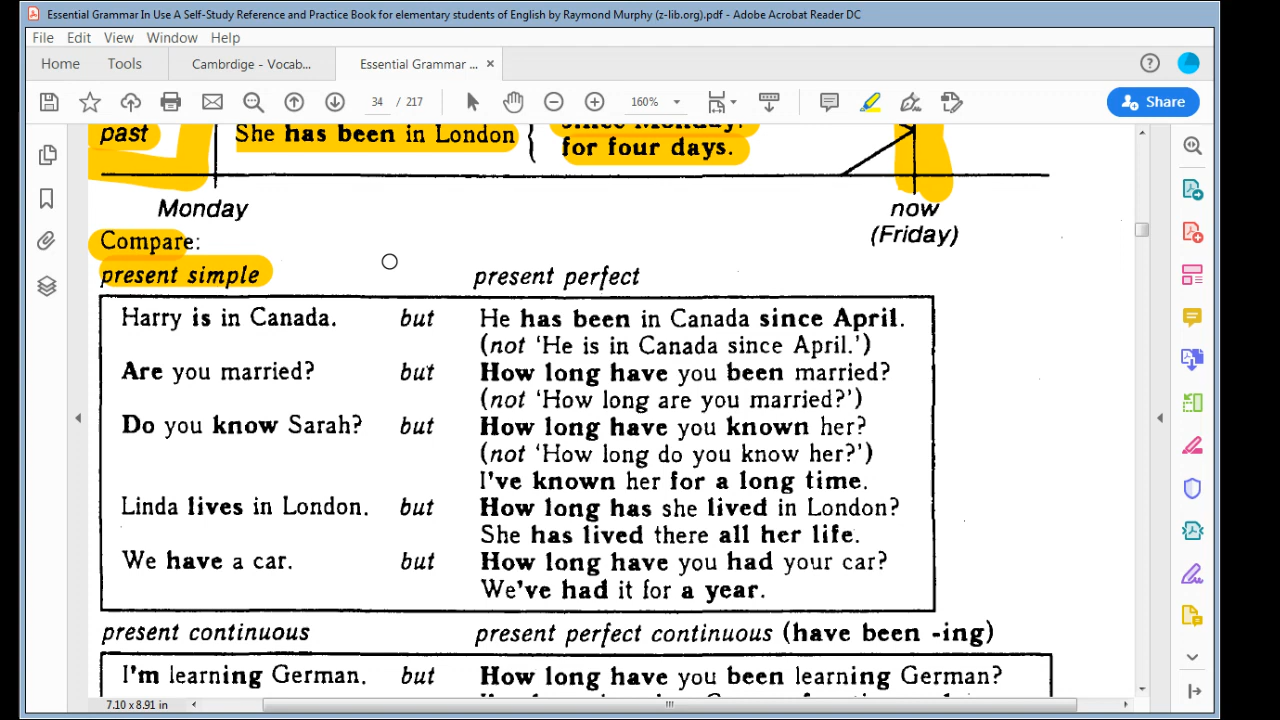 Essential Grammar In Use A Self-Study Reference and Practice Book for elementary students of English by Raymond Murphy (z-lib.org).pdf - Adobe Acrobat Reader DC
File Edit View Window Help
Home Tools Cambrdige - Vocab... Essential Grammar ... ×
34 / 217 160% Share
past She has been in London since Monday.
for four days.
Monday now
(Friday)
Compare:
present simple present perfect
Harry is in Canada. but He has been in Canada since April.
(not 'He is in Canada since April.')
Are you married? but How long have you been married?
(not 'How long are you married?')
Do you know Sarah? but How long have you known her?
(not 'How long do you know her?')
I've known her for a long time.
Linda lives in London. but How long has she lived in London?
She has lived there all her life.
We have a car. but How long have you had your car?
We've had it for a year.
present continuous present perfect continuous (have been -ing)
I'm learning German. but How long have you been learning German?
7.10 x 8.91 in